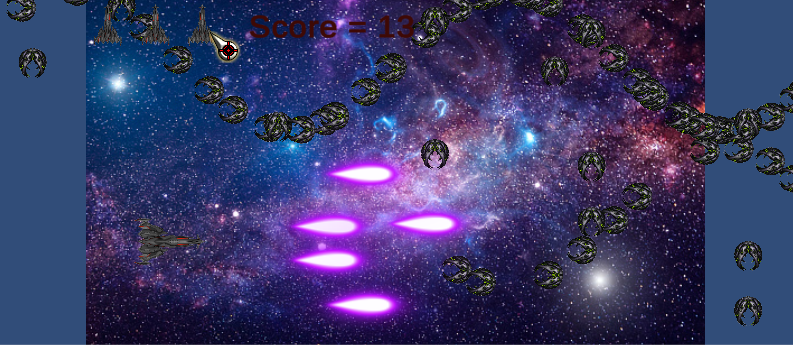 Score = 13